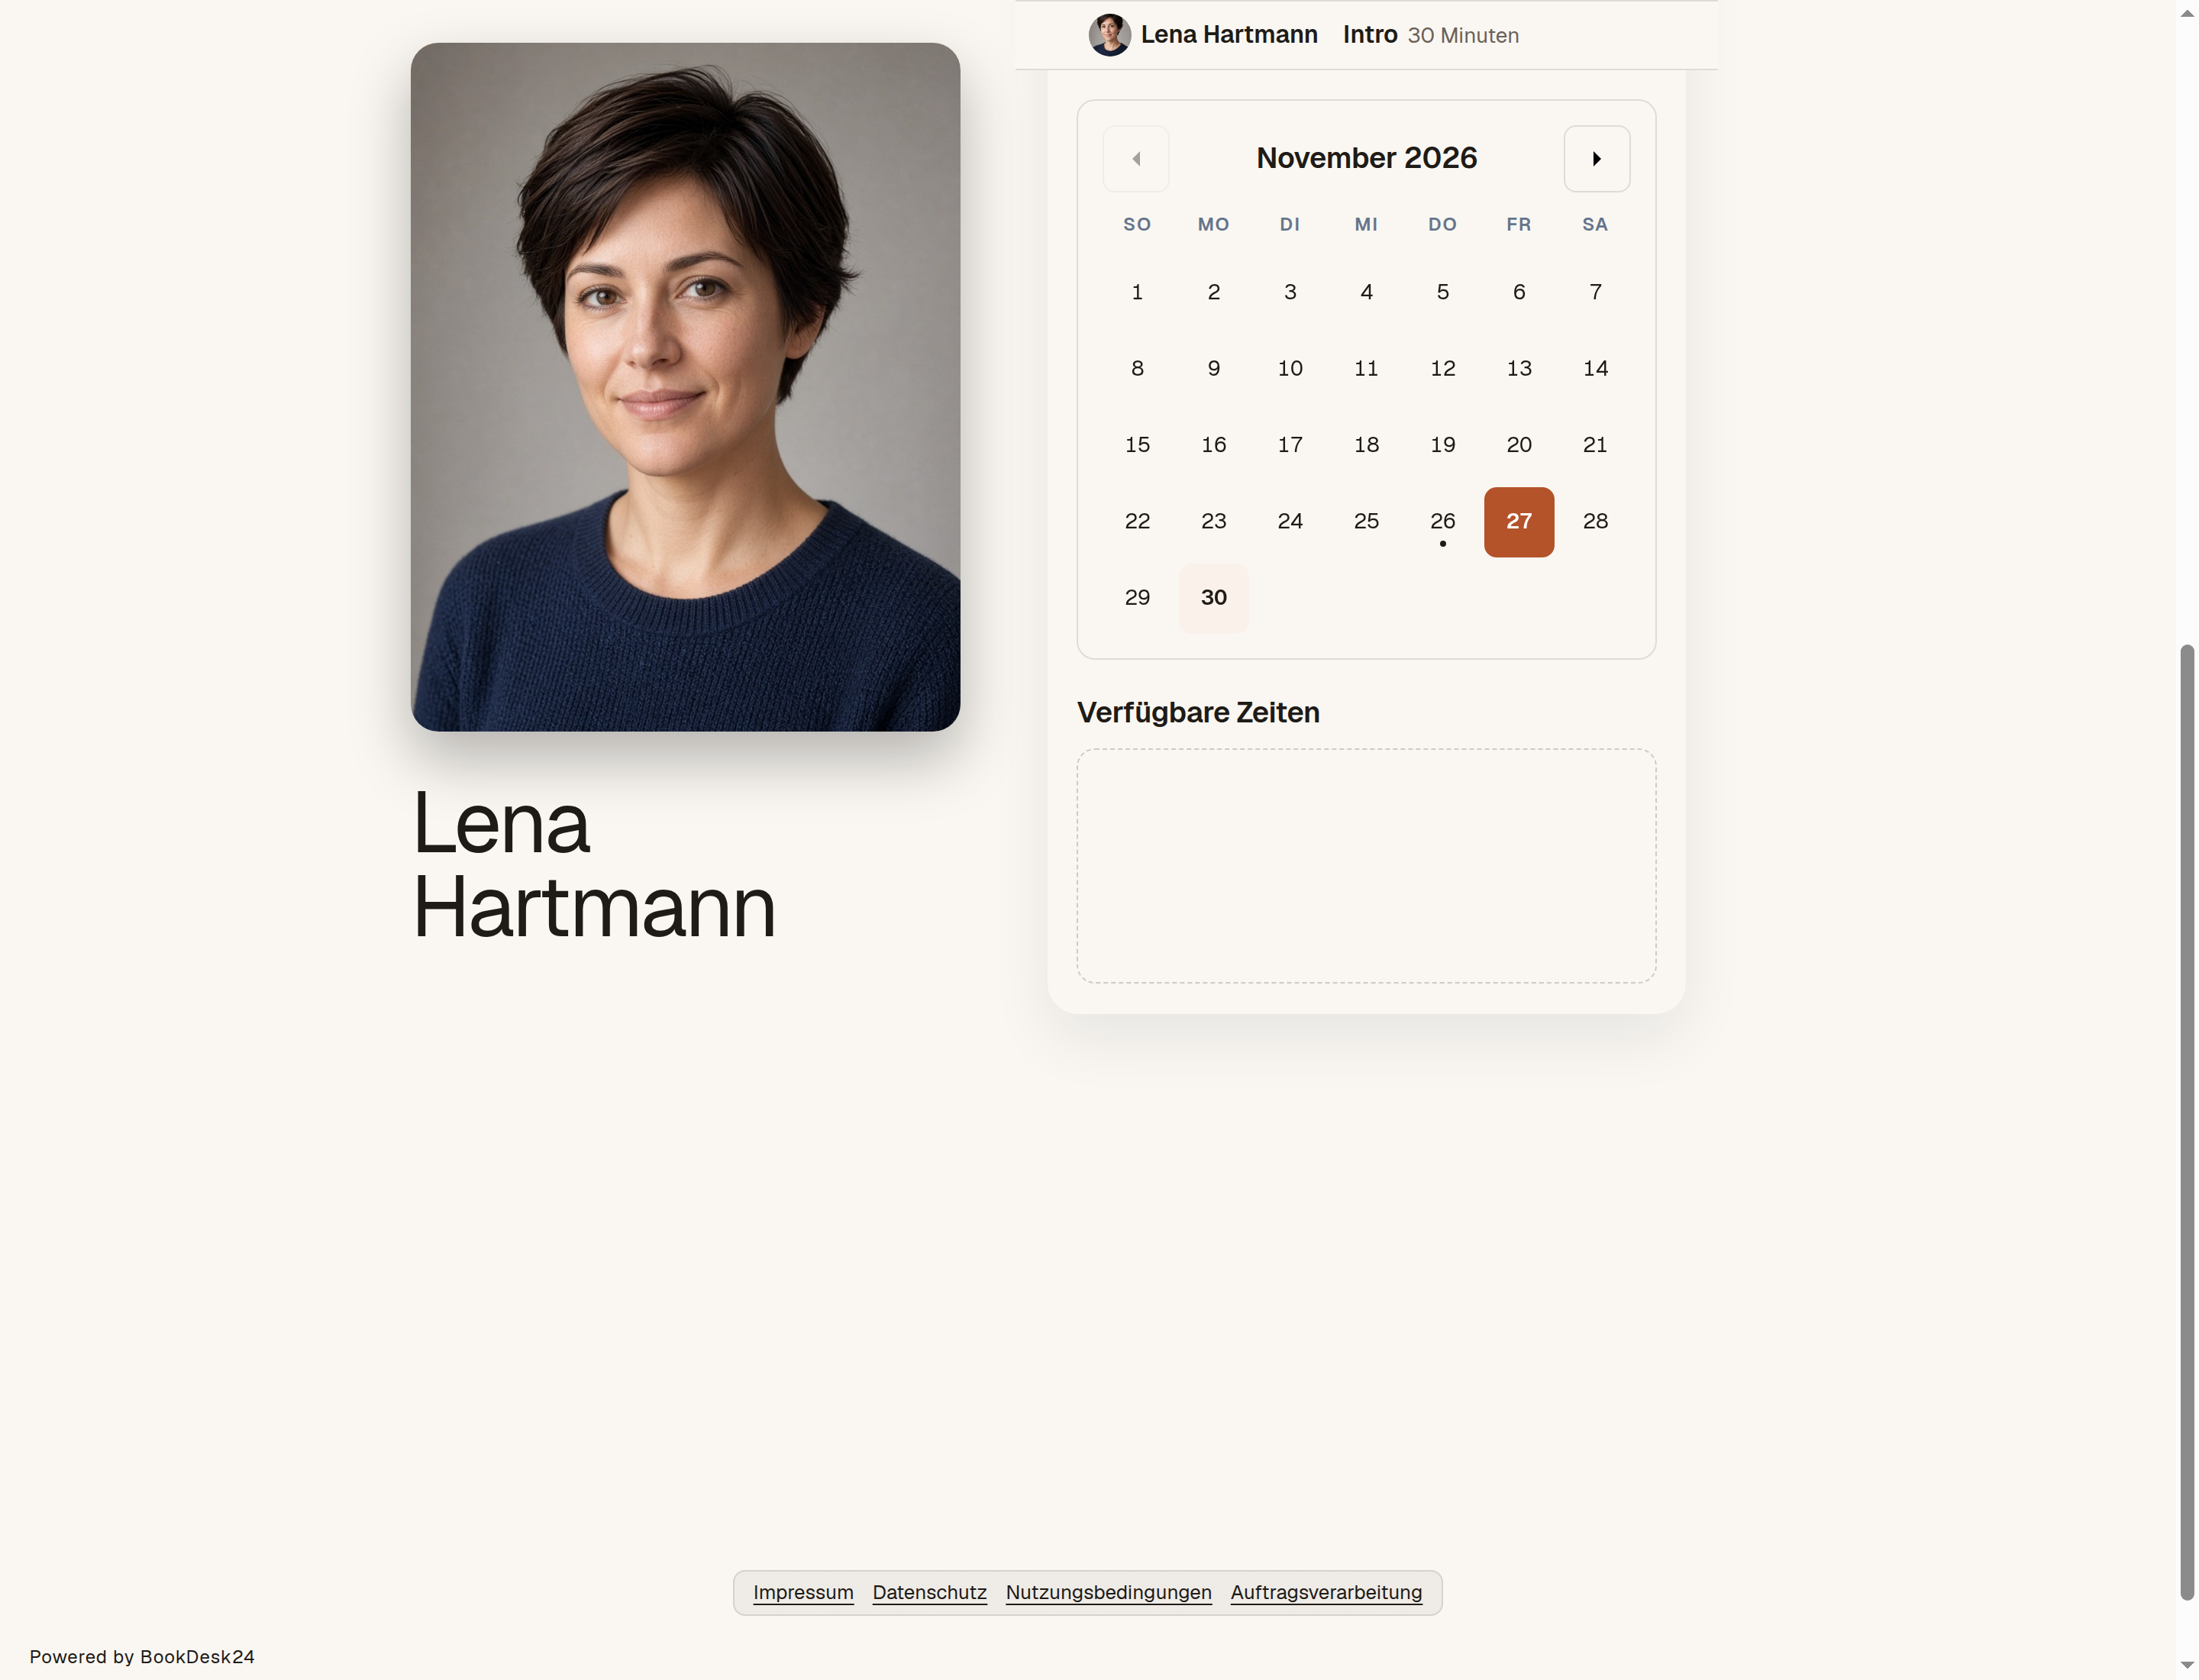 Lena Hartmann Intro 30 Minuten
November 2026
SO MO DI MI DO FR SA
1 2 3 4 5 6 7
8 9 10 11 12 13 14
15 16 17 18 19 20 21
22 23 24 25 26 27 28
29 30
Verfügbare Zeiten
Lena
Hartmann
Impressum Datenschutz Nutzungsbedingungen Auftragsverarbeitung
Powered by BookDesk24